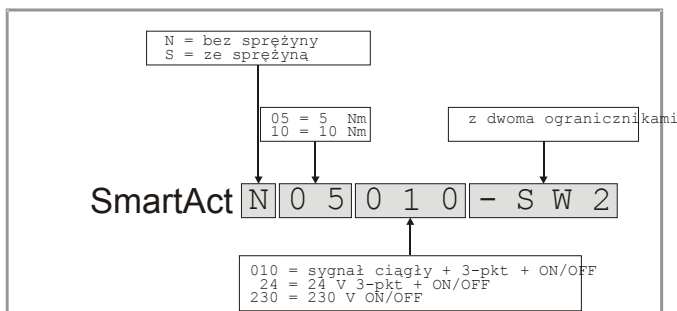 N = bez sprężyny
S = ze sprężyną
05 = 5 Nm
10 = 10 Nm
z dwoma ogranicznikami
SmartAct N 0 5 0 1 0 - S W 2
010 = sygnał ciągły + 3-pkt + ON/OFF
24 = 24 V 3-pkt + ON/OFF
230 = 230 V ON/OFF